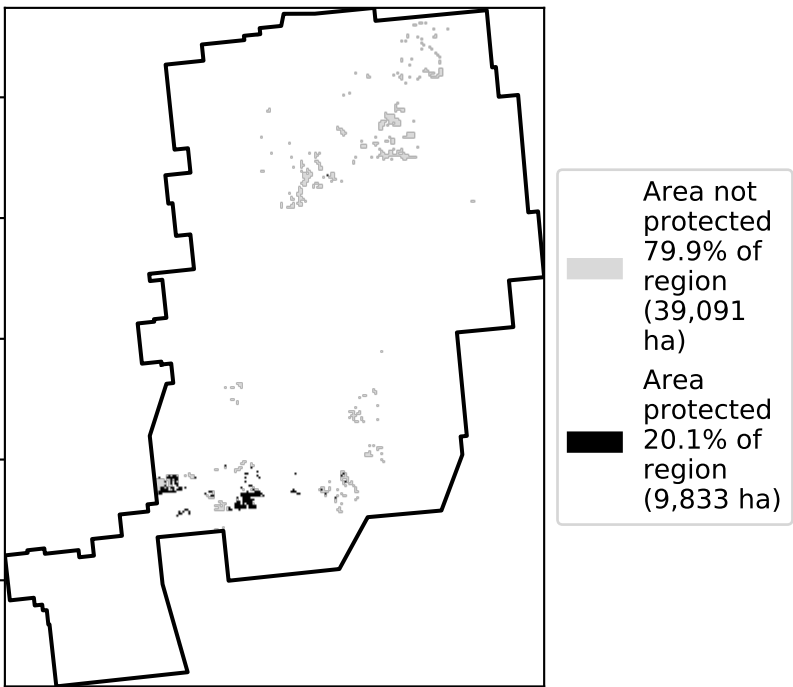 Area not
protected
79.9% of
region
(39,091
ha)
Area
protected
20.1% of
region
(9,833 ha)